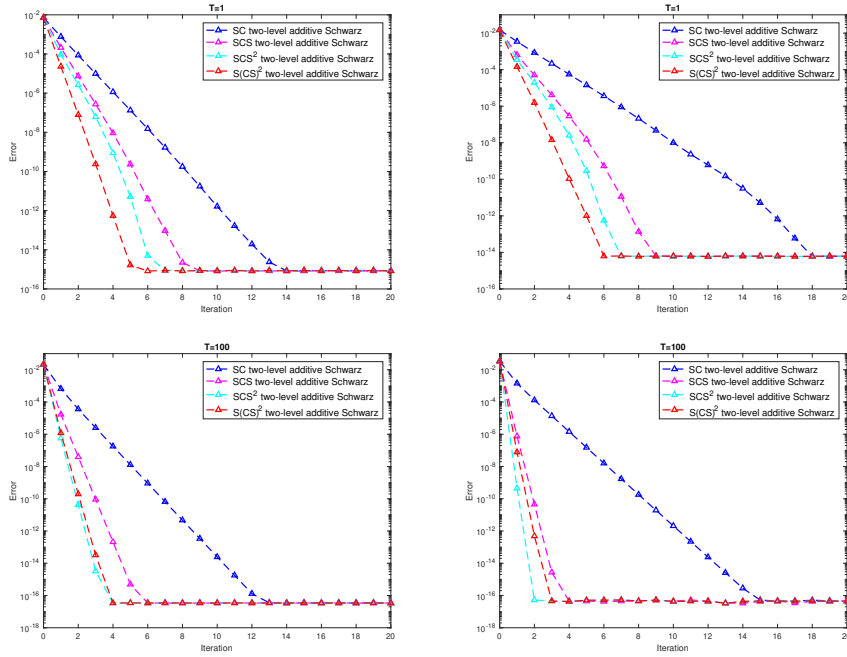 T=1
10^-2
10^-4
10^-6
10^-8
10^-10
10^-12
10^-14
10^-16
Error
SC two-level additive Schwarz
SCS two-level additive Schwarz
SCS² two-level additive Schwarz
S(CS)² two-level additive Schwarz
0 2 4 6 8 10 12 14 16 18 20
Iteration
T=1
10^-2
10^-4
10^-6
10^-8
10^-10
10^-12
10^-14
10^-16
Error
SC two-level additive Schwarz
SCS two-level additive Schwarz
SCS² two-level additive Schwarz
S(CS)² two-level additive Schwarz
0 2 4 6 8 10 12 14 16 18 20
Iteration
T=100
10^-2
10^-4
10^-6
10^-8
10^-10
10^-12
10^-14
10^-16
10^-18
Error
SC two-level additive Schwarz
SCS two-level additive Schwarz
SCS² two-level additive Schwarz
S(CS)² two-level additive Schwarz
0 2 4 6 8 10 12 14 16 18 20
Iteration
T=100
10^-2
10^-4
10^-6
10^-8
10^-10
10^-12
10^-14
10^-16
10^-18
Error
SC two-level additive Schwarz
SCS two-level additive Schwarz
SCS² two-level additive Schwarz
S(CS)² two-level additive Schwarz
0 2 4 6 8 10 12 14 16 18 20
Iteration